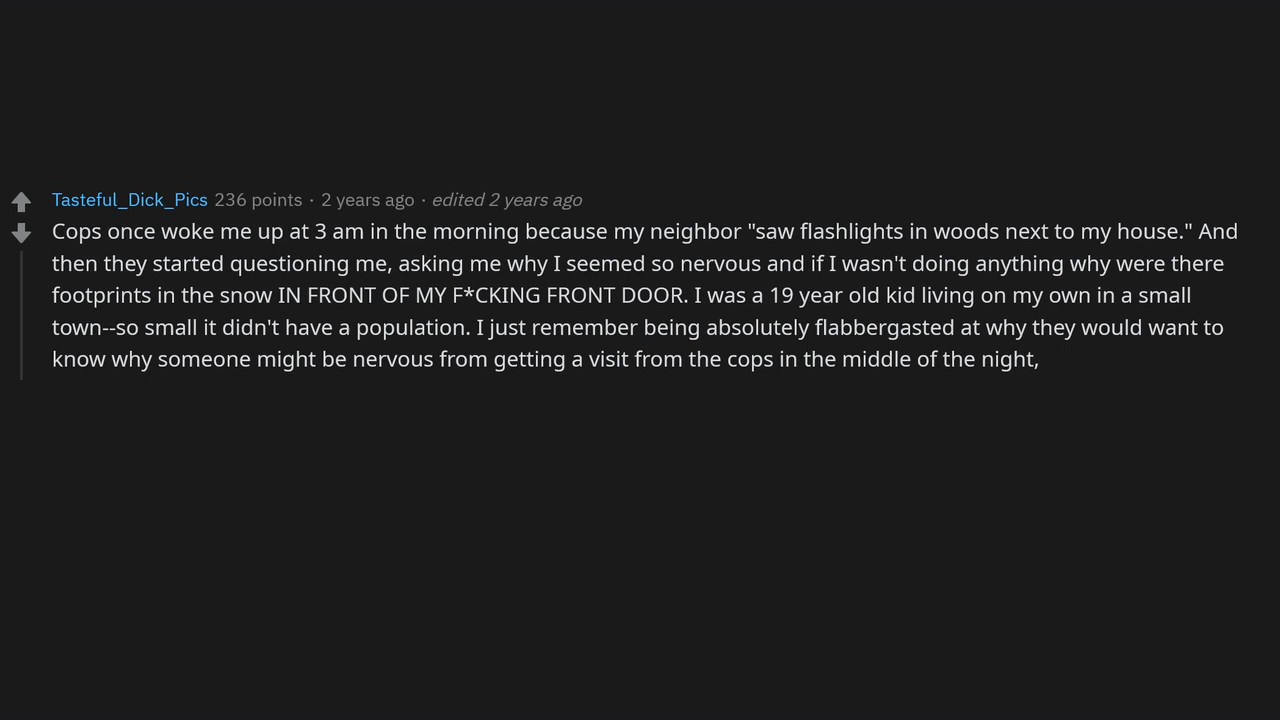 Tasteful_Dick_Pics 236 points · 2 years ago · edited 2 years ago
Cops once woke me up at 3 am in the morning because my neighbor "saw flashlights in woods next to my house." And
then they started questioning me, asking me why I seemed so nervous and if I wasn't doing anything why were there
footprints in the snow IN FRONT OF MY F*CKING FRONT DOOR. I was a 19 year old kid living on my own in a small
town--so small it didn't have a population. I just remember being absolutely flabbergasted at why they would want to
know why someone might be nervous from getting a visit from the cops in the middle of the night,